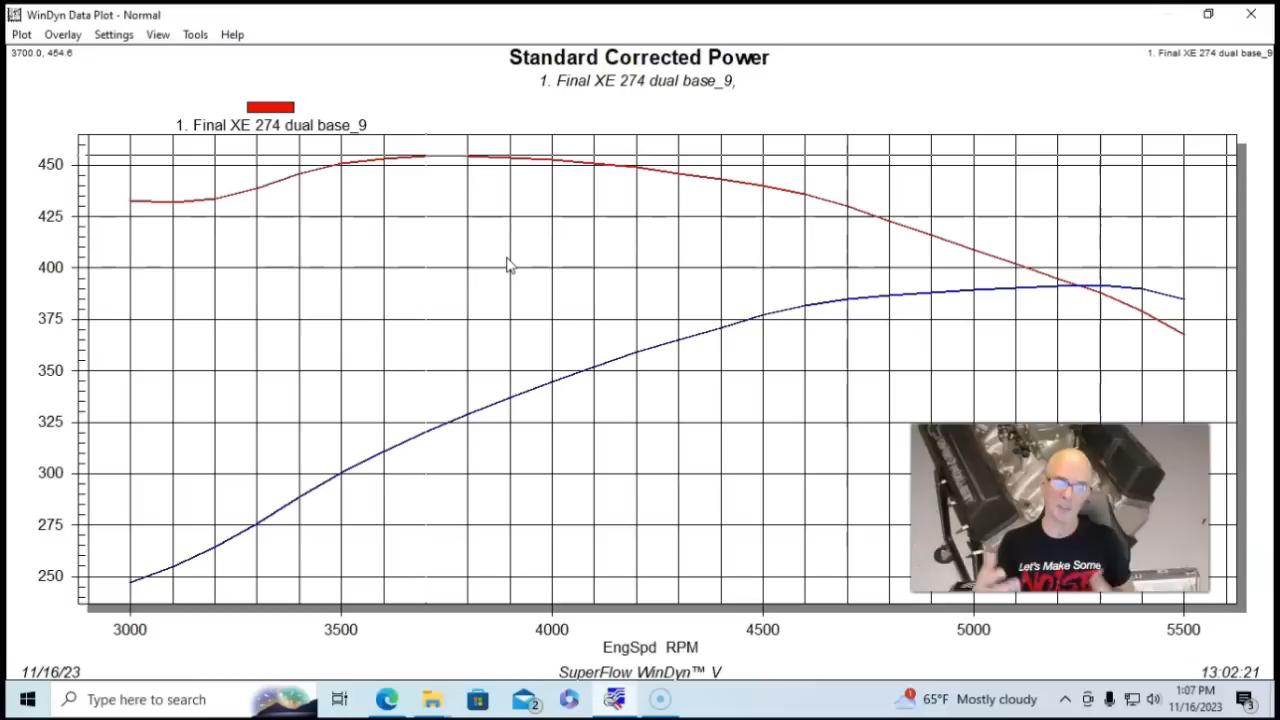 WinDyn Data Plot - Normal
Plot Overlay Settings View Tools Help
3700.0, 454.6
1. Final XE 274 dual base_9
Standard Corrected Power
1. Final XE 274 dual base_9,
1. Final XE 274 dual base_9
450
425
400
375
350
325
300
275
250
3000 3500 4000 4500 5000 5500
EngSpd RPM
Let's Make Some
NOISE
11/16/23
SuperFlow WinDyn™ V
13:02:21
Type here to search
2
65°F Mostly cloudy
1:07 PM
11/16/2023
3